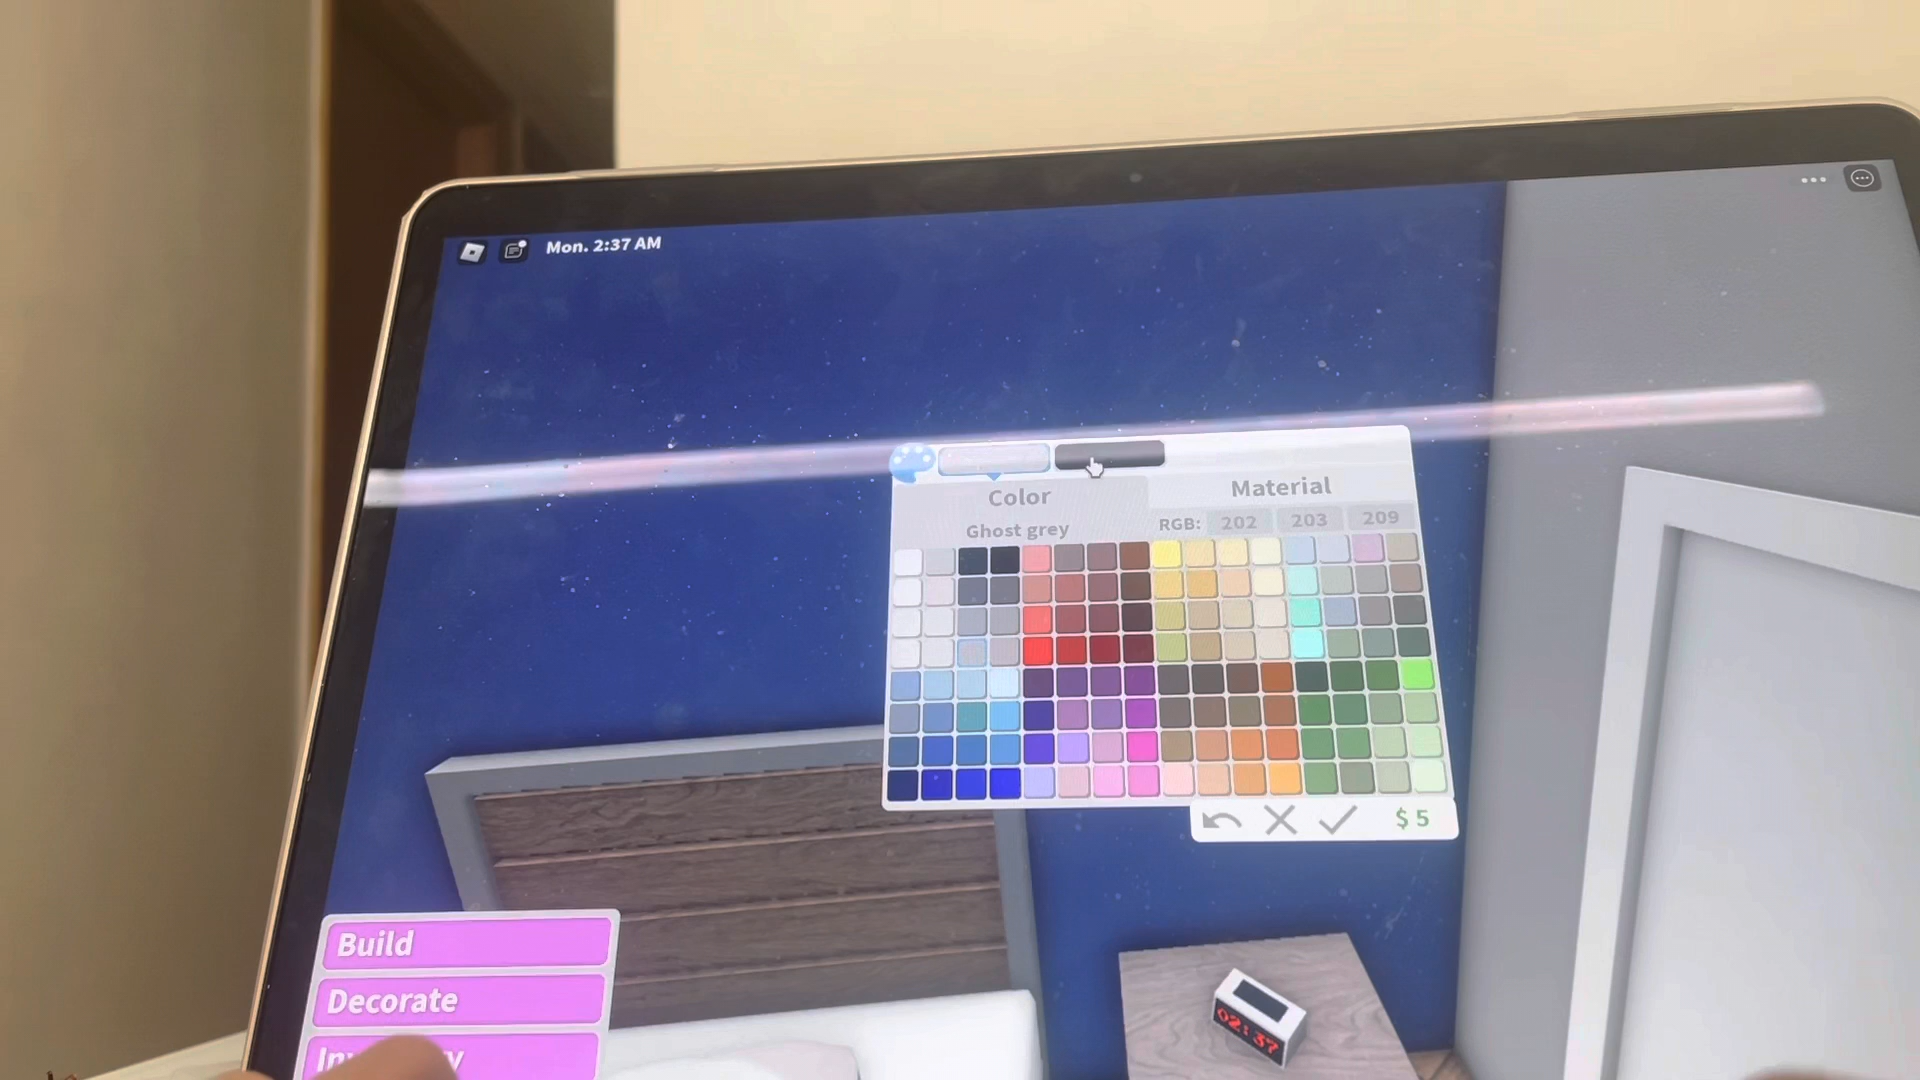 Mon. 2:37 AM
Color
Material
Ghost grey
RGB: 202 203 209
$ 5
Build
Decorate
02:37